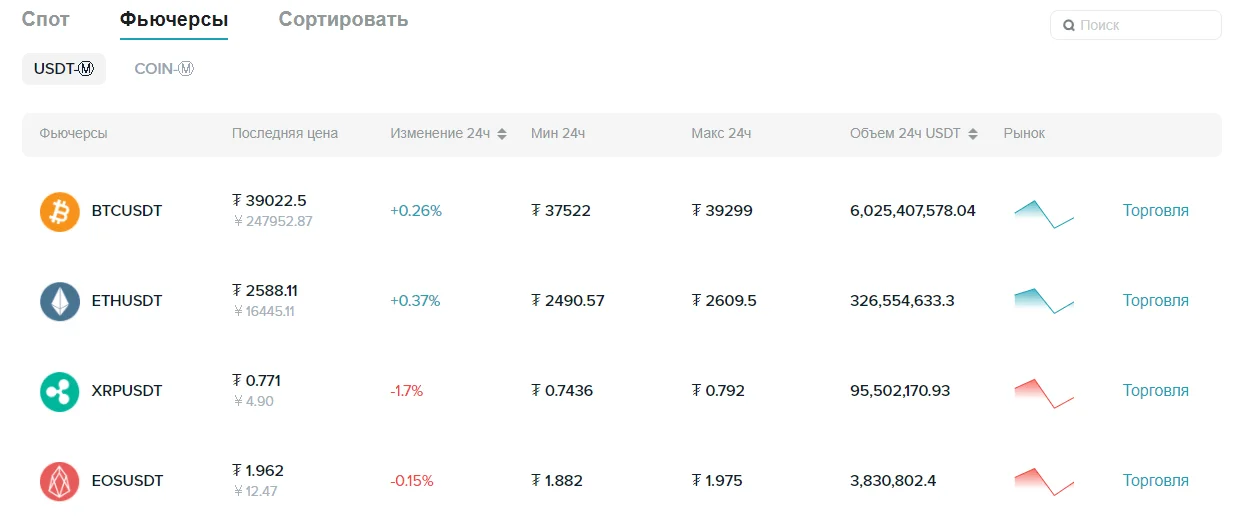 Спот Фьючерсы Сортировать Поиск
USDT-Ⓜ COIN-Ⓜ
Фьючерсы Последняя цена Изменение 24ч Мин 24ч Макс 24ч Объем 24ч USDT Рынок
BTCUSDT ₮ 39022.5 +0.26% ₮ 37522 ₮ 39299 6,025,407,578.04 Торговля
¥ 247952.87
ETHUSDT ₮ 2588.11 +0.37% ₮ 2490.57 ₮ 2609.5 326,554,633.3 Торговля
¥ 16445.11
XRPUSDT ₮ 0.771 -1.7% ₮ 0.7436 ₮ 0.792 95,502,170.93 Торговля
¥ 4.90
EOSUSDT ₮ 1.962 -0.15% ₮ 1.882 ₮ 1.975 3,830,802.4 Торговля
¥ 12.47